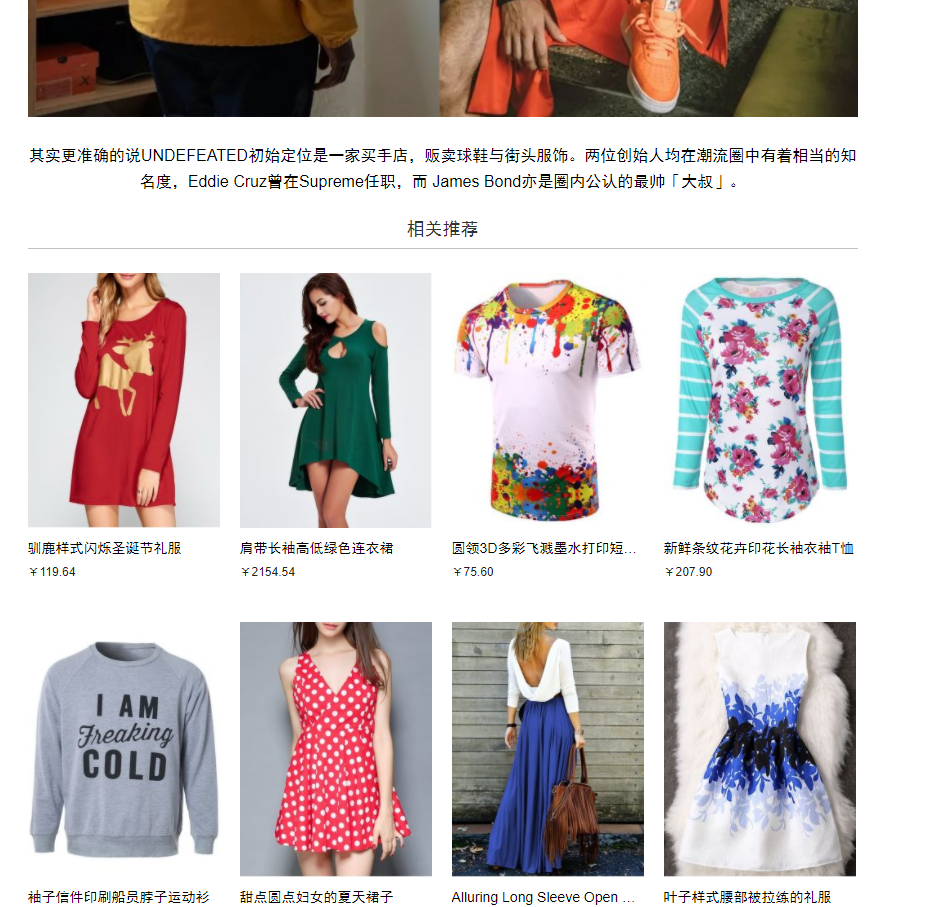 其实更准确的说UNDEFEATED初始定位是一家买手店，贩卖球鞋与街头服饰。两位创始人均在潮流圈中有着相当的知
名度，Eddie Cruz曾在Supreme任职，而 James Bond亦是圈内公认的最帅「大叔」。
相关推荐
驯鹿样式闪烁圣诞节礼服
肩带长袖高低绿色连衣裙
圆领3D多彩飞溅墨水打印短...
新鲜条纹花卉印花长袖衣袖T恤
￥119.64
￥2154.54
￥75.60
￥207.90
I AM
Freaking
COLD
袖子信件印刷船员脖子运动衫
甜点圆点妇女的夏天裙子
Alluring Long Sleeve Open ...
叶子样式腰部被拉练的礼服